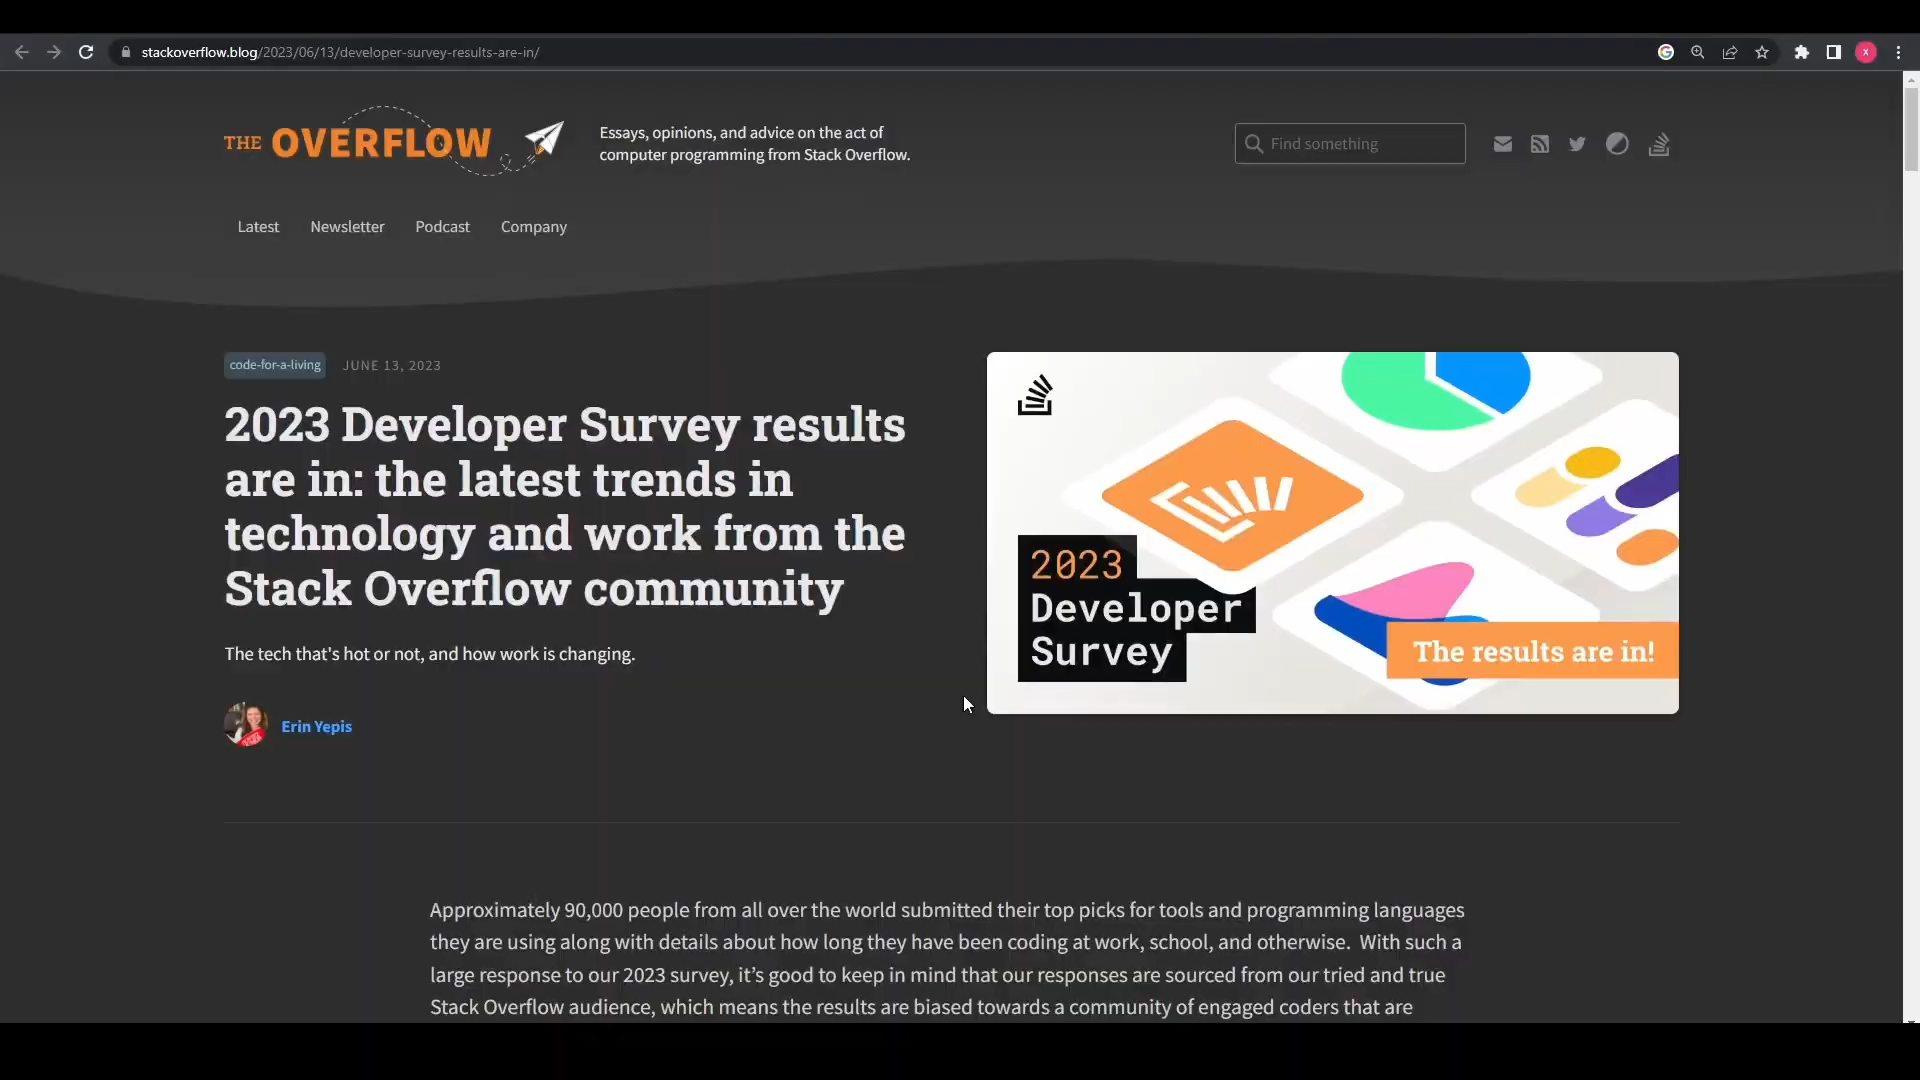 stackoverflow.blog/2023/06/13/developer-survey-results-are-in/
x
THE OVERFLOW
Essays, opinions, and advice on the act of
computer programming from Stack Overflow.
Find something
Latest Newsletter Podcast Company
code-for-a-living JUNE 13, 2023
2023 Developer Survey results
are in: the latest trends in
technology and work from the
Stack Overflow community
The tech that's hot or not, and how work is changing.
Erin Yepis
2023
Developer
Survey
The results are in!
Approximately 90,000 people from all over the world submitted their top picks for tools and programming languages
they are using along with details about how long they have been coding at work, school, and otherwise.  With such a
large response to our 2023 survey, it’s good to keep in mind that our responses are sourced from our tried and true
Stack Overflow audience, which means the results are biased towards a community of engaged coders that are